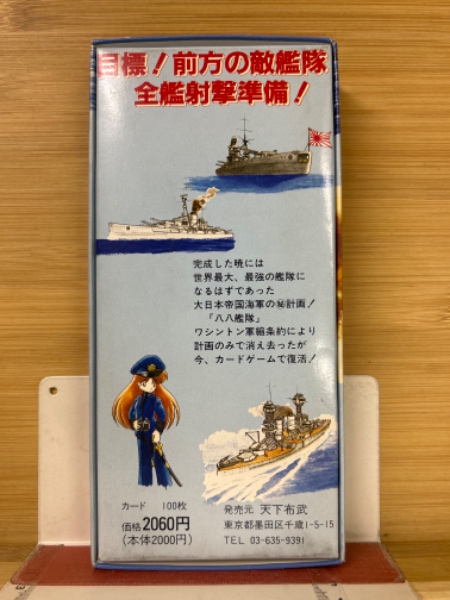 目標!前方の敵艦隊
全艦射撃準備!
完成した暁には
世界最大、最強の艦隊に
なるはずであった
大日本帝国海軍の㊙計画!
「八八艦隊」
ワシントン軍縮条約により
計画のみで消え去ったが
今、カードゲームで復活!
カード 100枚
価格2060円
(本体2000円)
発売元 天下布武
東京都墨田区千歳1-5-15
TEL 03-635-9391